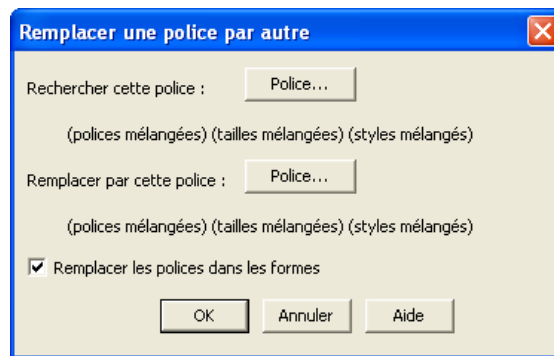 Remplacer une police par autre
Rechercher cette police : Police...
(polices mélangées) (tailles mélangées) (styles mélangés)
Remplacer par cette police : Police...
(polices mélangées) (tailles mélangées) (styles mélangés)
Remplacer les polices dans les formes
OK Annuler Aide